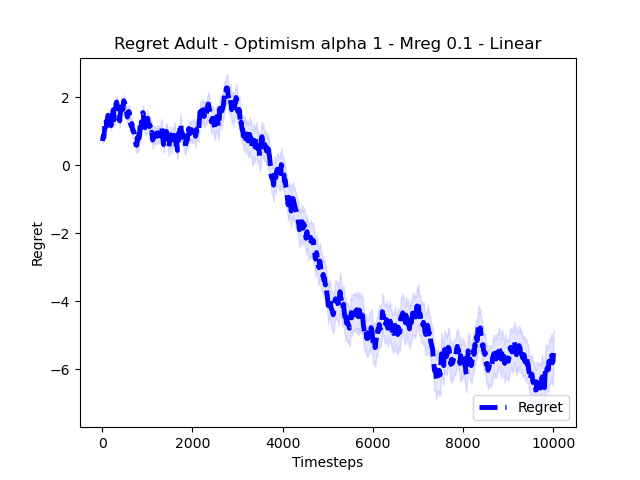 Regret Adult - Optimism alpha 1 - Mreg 0.1 - Linear
2
0
−2
−4
−6
Regret
Regret
0 2000 4000 6000 8000 10000
Timesteps